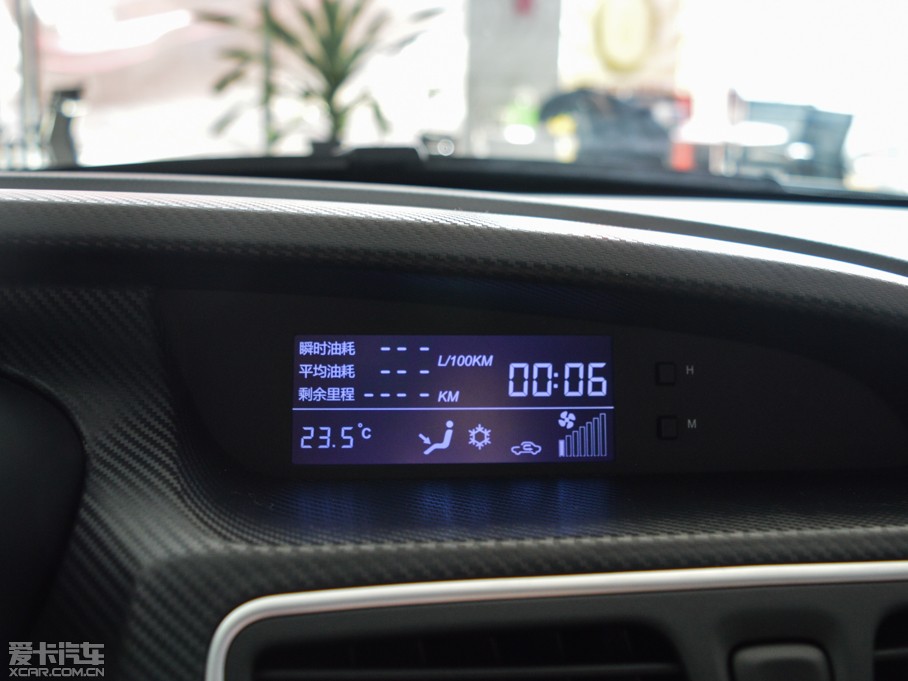 瞬时油耗 --- L/100KM
平均油耗 ---
剩余里程 ---- KM
00:06
23.5°C
H
M
爱卡汽车
XCAR.COM.CN